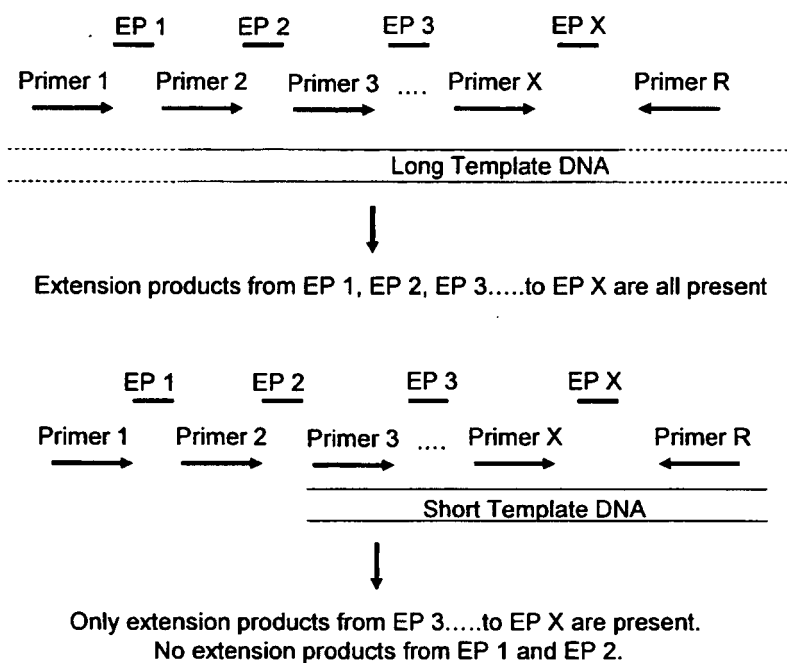 EP 1 EP 2 EP 3 EP X
Primer 1 Primer 2 Primer 3 .... Primer X Primer R
Long Template DNA
Extension products from EP 1, EP 2, EP 3.....to EP X are all present
EP 1 EP 2 EP 3 EP X
Primer 1 Primer 2 Primer 3 .... Primer X Primer R
Short Template DNA
Only extension products from EP 3.....to EP X are present.
No extension products from EP 1 and EP 2.